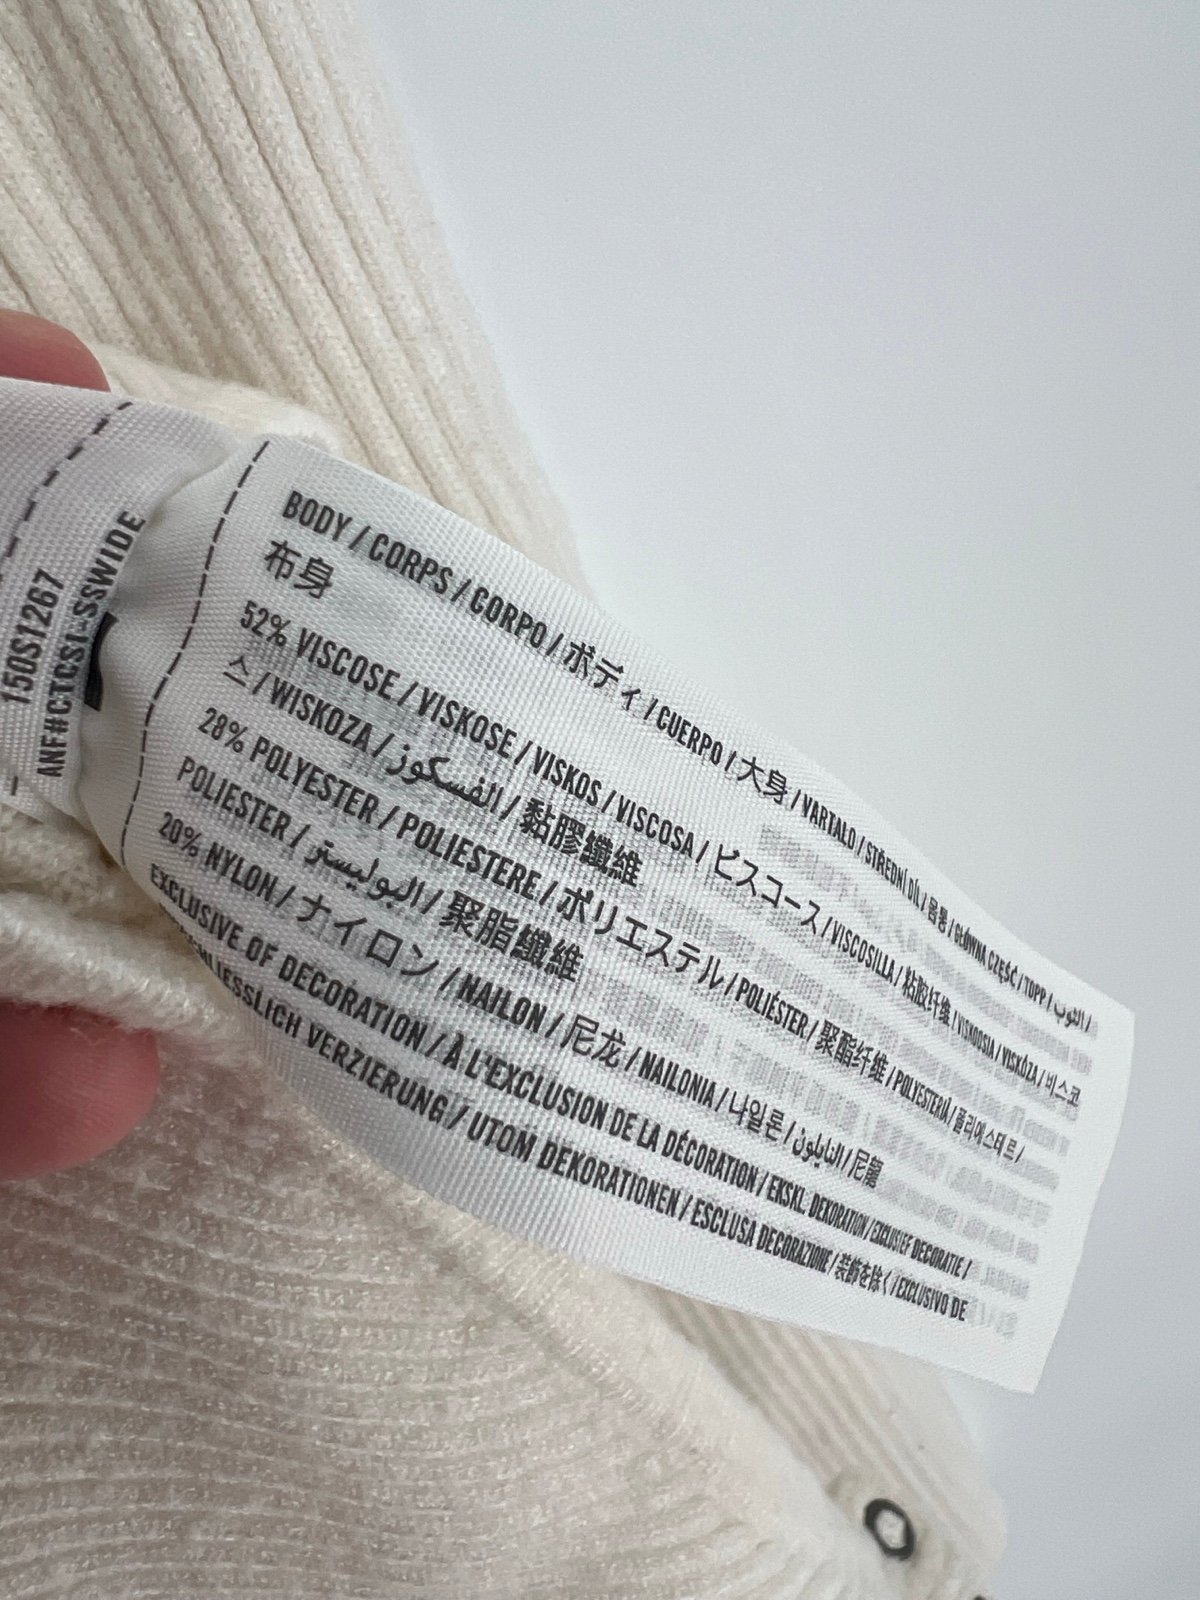 150S1267
ANF#CTCSI-SSWIDE
BODY / CORPS / CORPO / ボディ / CUERPO / 大身 / VARTALO / STŘEDNÍ DÍL / 몸통 / GŁÓWNA CZĘŚĆ / TOPP / الثوب /
布身
52% VISCOSE / VISKOSE / VISKOS / VISCOSA / ビスコース / VISCOSILLA / 粘胶纤维 / VISKOOSIA / VISKÓZA / 비스코
스 / WISKOZA / الفسكوز / 黏膠纖維
28% POLYESTER / POLIESTERE / ポリエステル / POLIÉSTER / 聚酯纤维 / POLYESTERIÁ / 폴리에스테르 /
POLIESTER / البوليستر / 聚脂纖維
20% NYLON / ナイロン / NAILON / 尼龙 / NAILONIA / 나일론 / النايلون / 尼龍
EXCLUSIVE OF DECORATION / À L'EXCLUSION DE LA DÉCORATION / EKSKL. DEKORATION / EXCLUSIEF DECORATIE /
SCHLIESSLICH VERZIERUNG / UTOM DEKORATIONEN / ESCLUSA DECORAZIONE / 装飾を除く / EXCLUSIVO DE